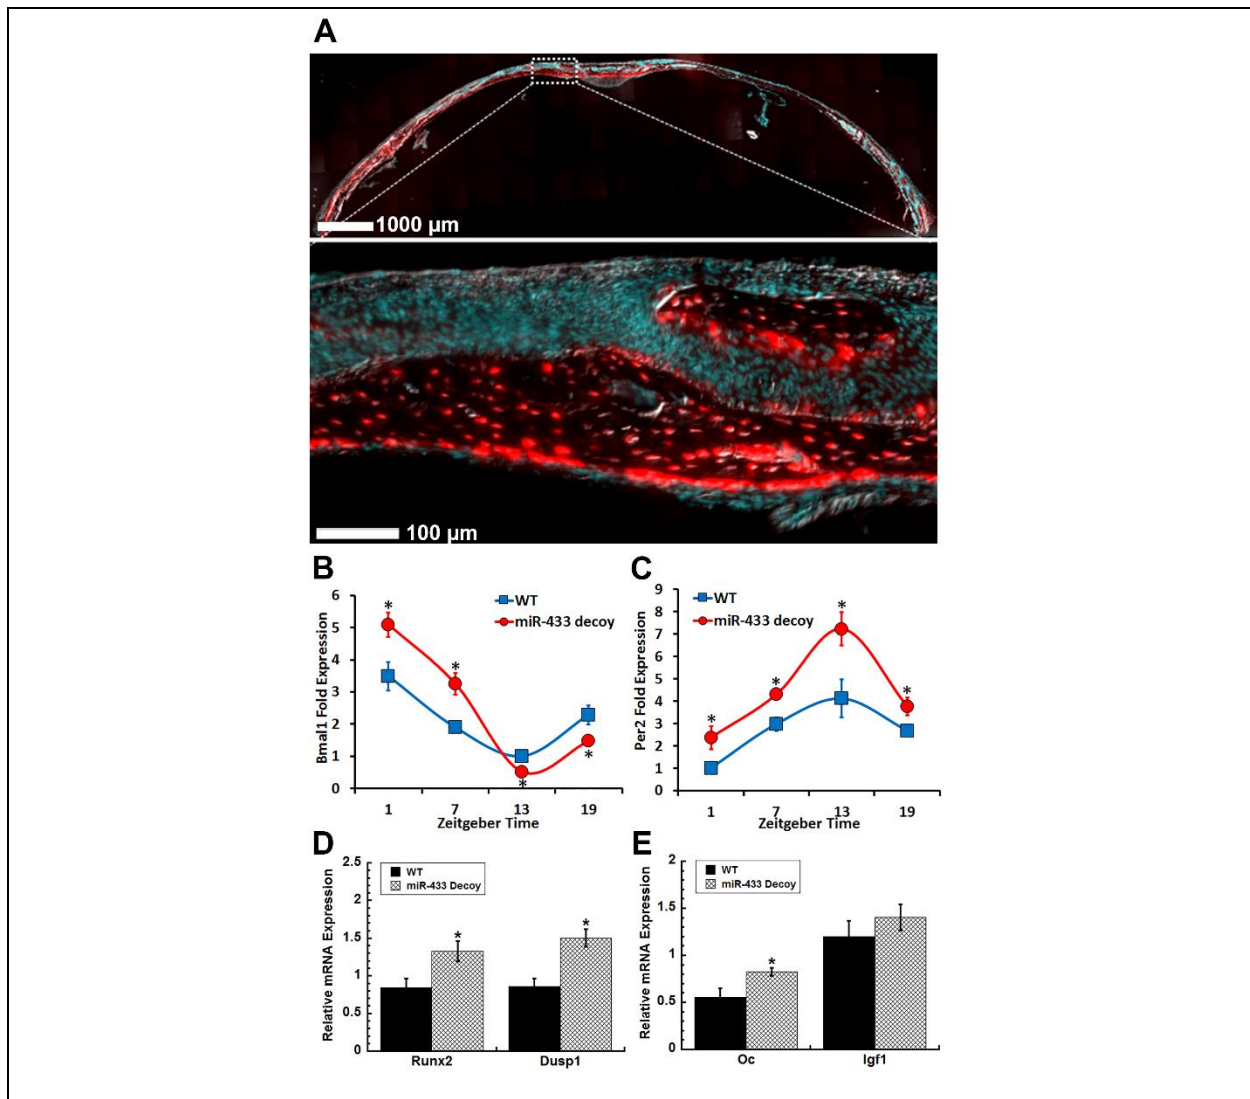 A
1000 µm
100 µm
B
Bmal1 Fold Expression
6
5
4
3
2
1
0
WT
miR-433 decoy
*
*
*
*
1 7 13 19
Zeitgeber Time
C
Per2 Fold Expression
9
8
7
6
5
4
3
2
1
0
WT
miR-433 decoy
*
*
*
*
1 7 13 19
Zeitgeber Time
D
Relative mRNA Expression
2.5
2
1.5
1
0.5
0
WT
miR-433 Decoy
*
*
Runx2 Dusp1
E
Relative mRNA Expression
2
1.5
1
0.5
0
WT
miR-433 Decoy
*
Oc Igf1